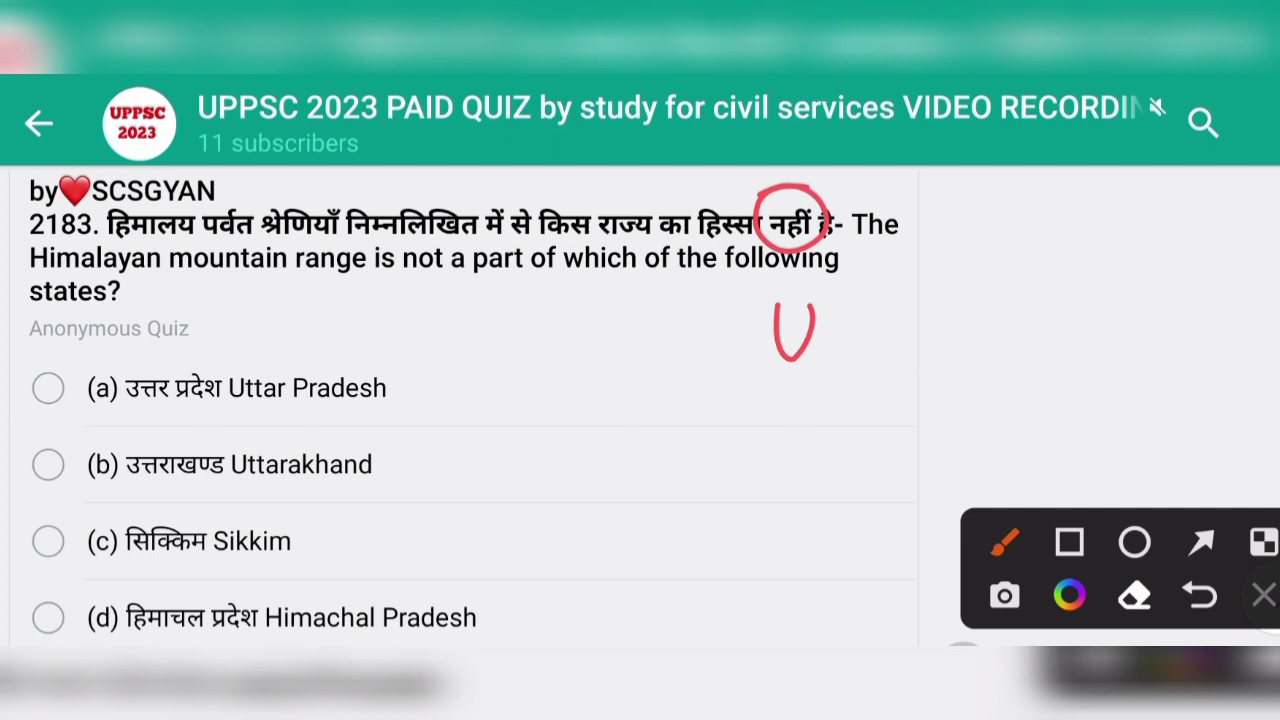 UPPSC
2023
UPPSC 2023 PAID QUIZ by study for civil services VIDEO RECORDIN
11 subscribers
by❤️SCSGYAN
2183. हिमालय पर्वत श्रेणियाँ निम्नलिखित में से किस राज्य का हिस्सा नहीं है- The
Himalayan mountain range is not a part of which of the following
states?
Anonymous Quiz
(a) उत्तर प्रदेश Uttar Pradesh
(b) उत्तराखण्ड Uttarakhand
(c) सिक्किम Sikkim
(d) हिमाचल प्रदेश Himachal Pradesh